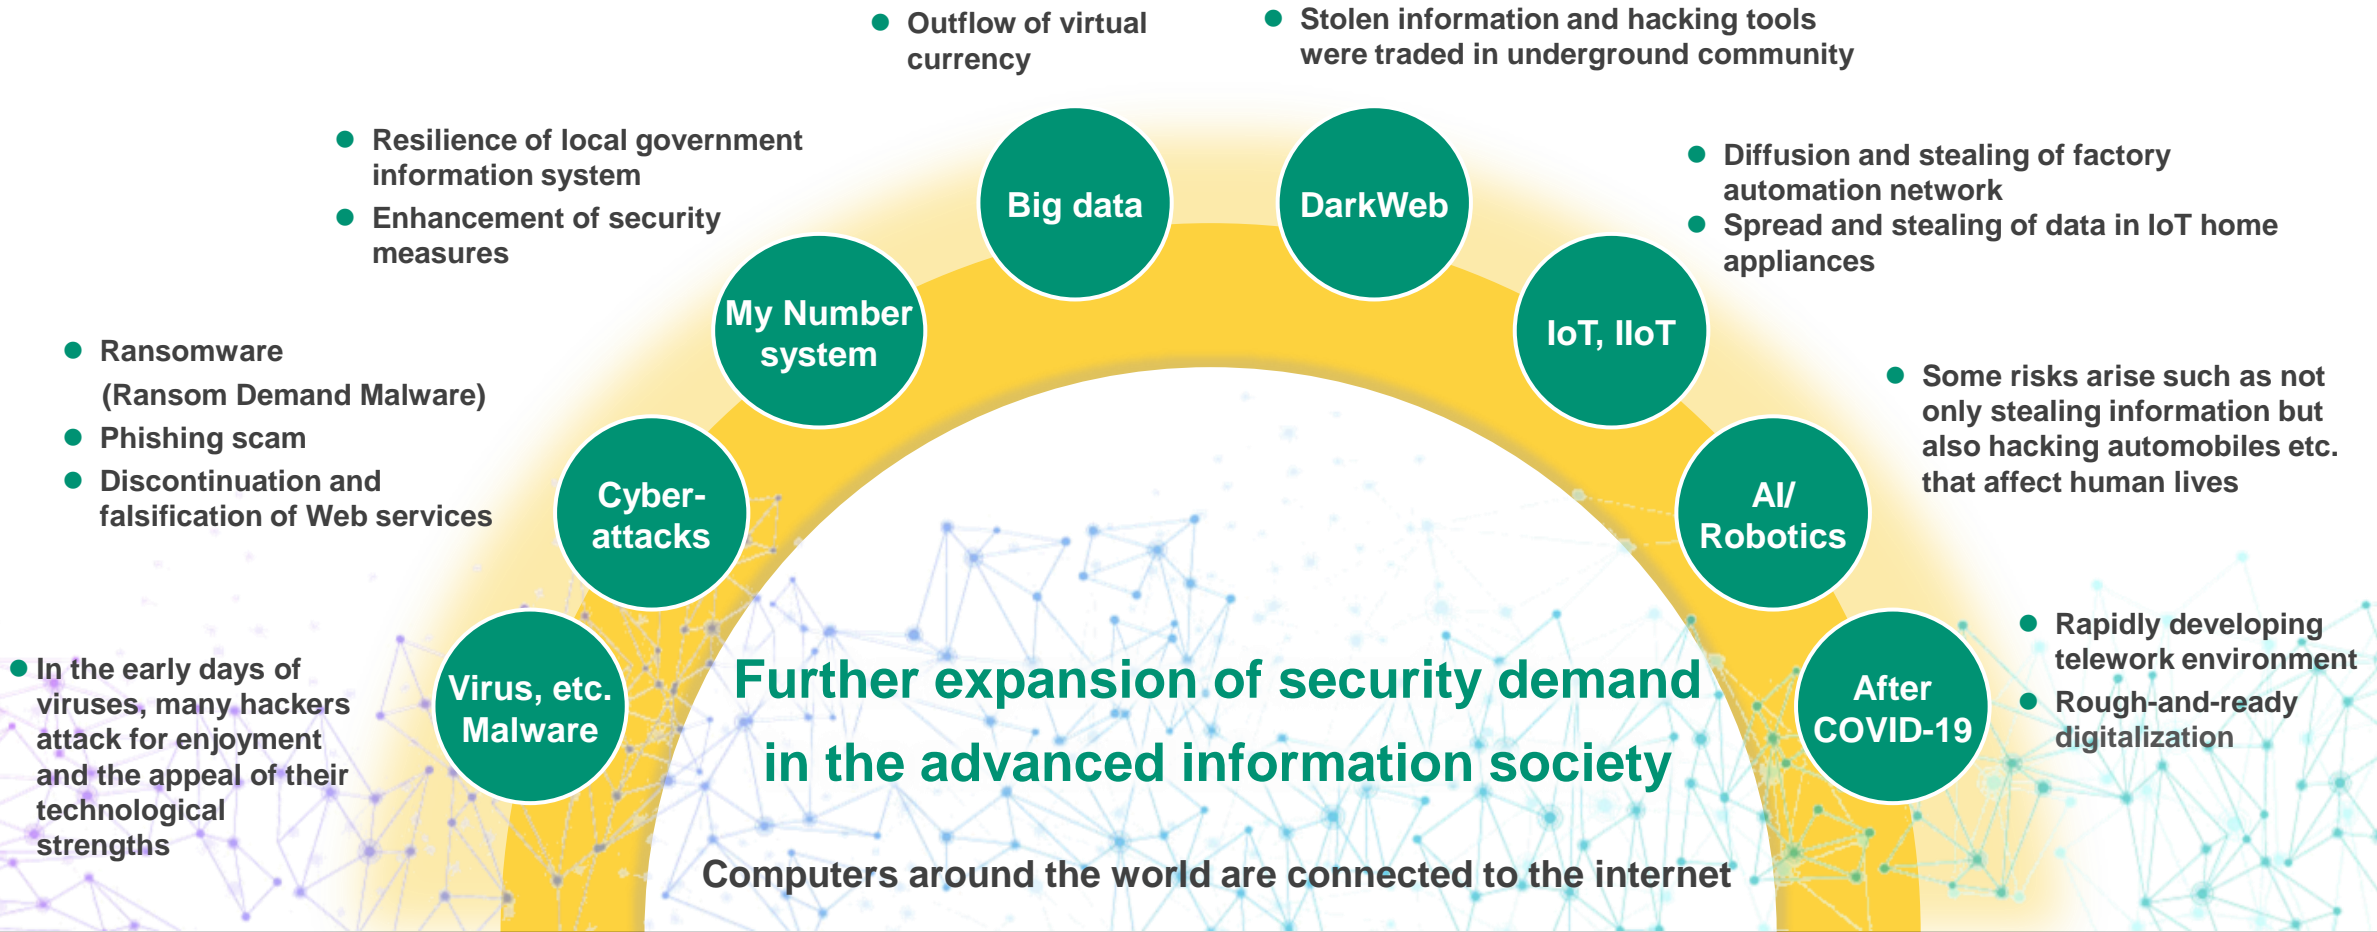 In the early days of
viruses, many hackers
attack for enjoyment
and the appeal of their
technological
strengths
Virus, etc.
Malware
Ransomware
(Ransom Demand Malware)
Phishing scam
Discontinuation and
falsification of Web services
Cyber-
attacks
Resilience of local government
information system
Enhancement of security
measures
My Number
system
Outflow of virtual
currency
Big data
Stolen information and hacking tools
were traded in underground community
DarkWeb
Diffusion and stealing of factory
automation network
Spread and stealing of data in IoT home
appliances
IoT, IIoT
Some risks arise such as not
only stealing information but
also hacking automobiles etc.
that affect human lives
AI/
Robotics
Rapidly developing
telework environment
Rough-and-ready
digitalization
After
COVID-19
Further expansion of security demand
in the advanced information society
Computers around the world are connected to the internet